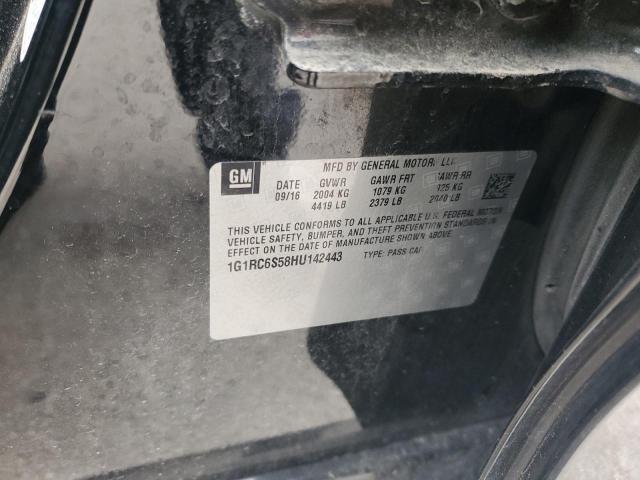 GM
MFD BY GENERAL MOTORS LLC
DATE GVWR GAWR FRT GAWR RR
09/16 2004 KG 1079 KG 925 KG
4419 LB 2379 LB 2040 LB
THIS VEHICLE CONFORMS TO ALL APPLICABLE U.S. FEDERAL MOTOR
VEHICLE SAFETY, BUMPER, AND THEFT PREVENTION STANDARDS IN
EFFECT ON THE DATE OF MANUFACTURE SHOWN ABOVE.
1G1RC6S58HU142443 TYPE: PASS CAR